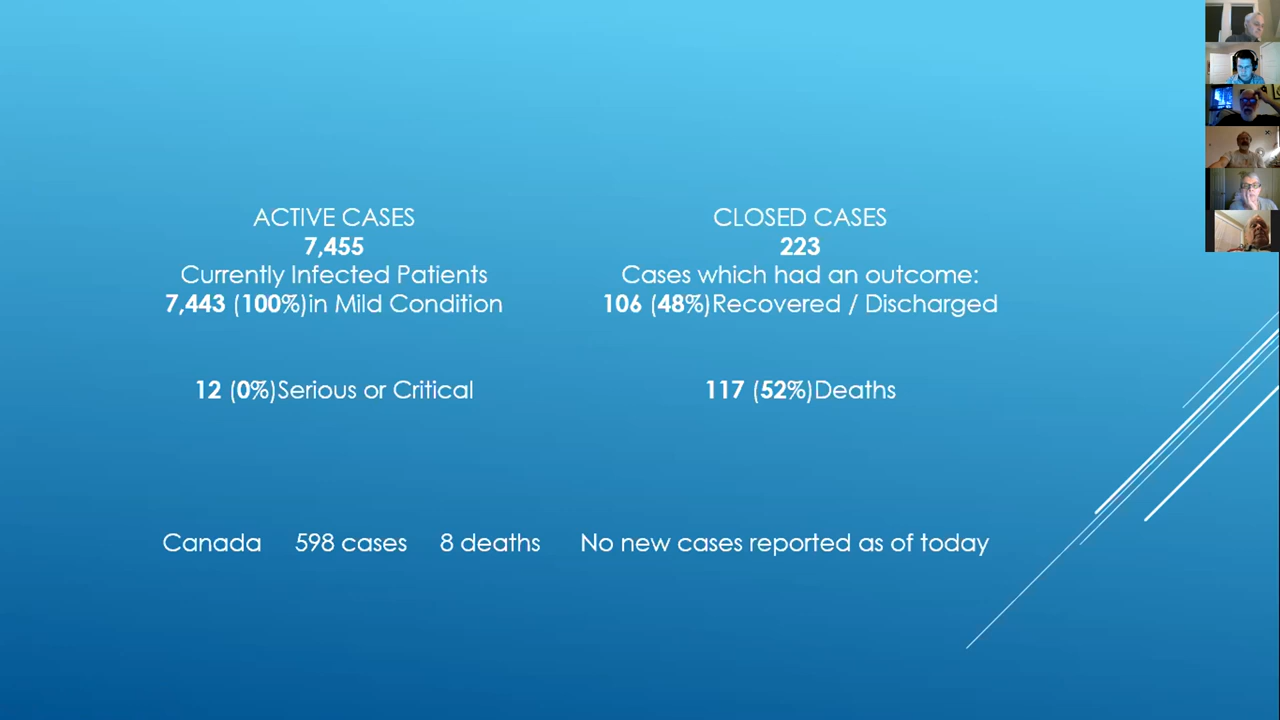 ACTIVE CASES
7,455
Currently Infected Patients
7,443 (100%)in Mild Condition
12 (0%)Serious or Critical
CLOSED CASES
223
Cases which had an outcome:
106 (48%)Recovered / Discharged
117 (52%)Deaths
Canada 598 cases 8 deaths No new cases reported as of today